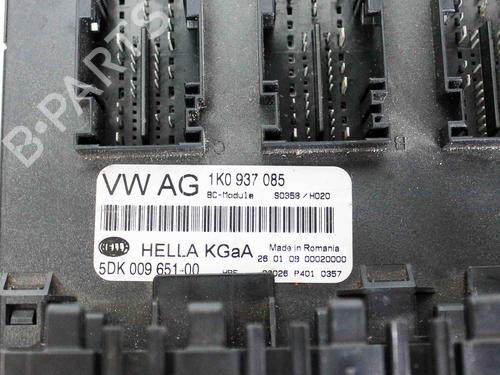 B-PARTS
VW AG 1K0 937 085
BC-Module S0358 / H020
HELLA
HELLA KGaA Made in Romania
26 01 09 00020000
5DK 009 651-00 P401 0357